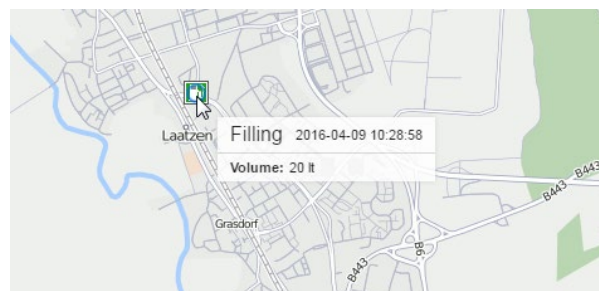 Laatzen
Filling 2016-04-09 10:28:58
Volume: 20 lt
B443
B443
Grasdorf
B6
B443